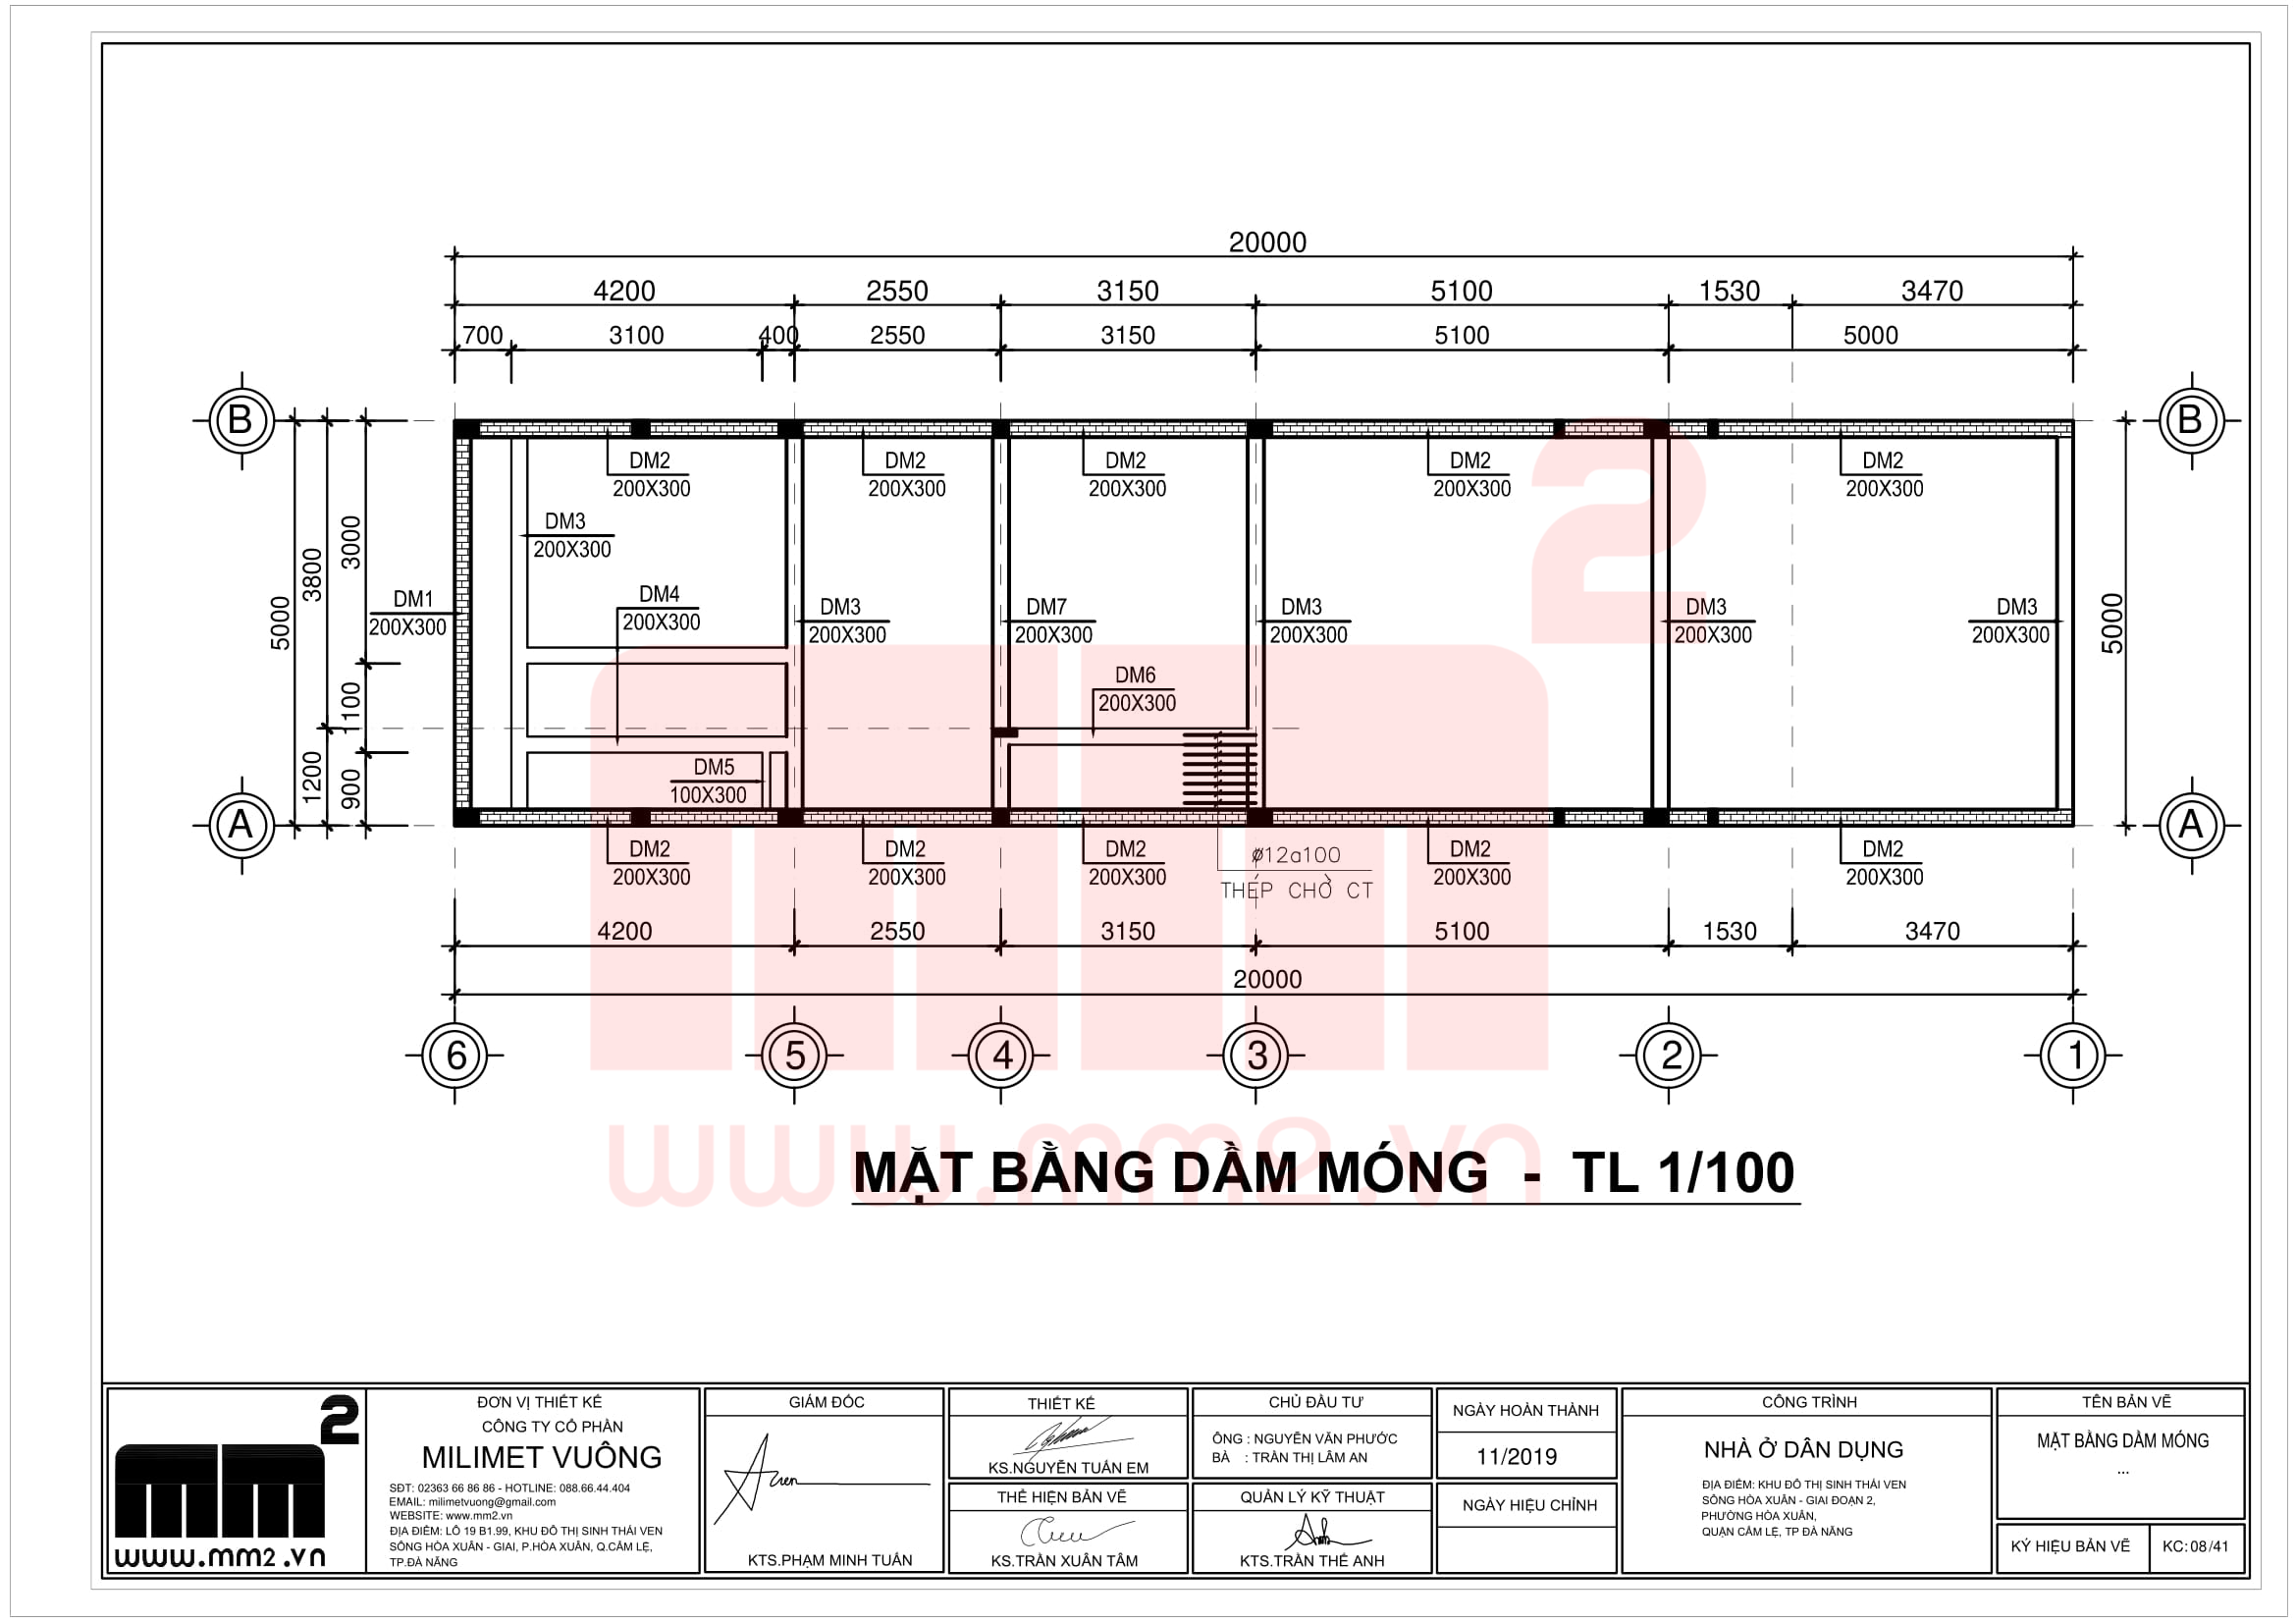 20000
4200 2550 3150 5100 1530 3470
700 3100 400 2550 3150 5100 5000
B B
DM2 DM2 DM2 DM2 DM2
200X300 200X300 200X300 200X300 200X300
2
DM3
200X300
5000 3800 3000
DM4
200X300
DM1
200X300
DM3 DM7 DM3 DM3 DM3
200X300 200X300 200X300 200X300 200X300
5000
DM6
200X300
1200 1100 900
DM5
100X300
A A
DM2 DM2 DM2 DM2 DM2
200X300 200X300 200X300 200X300 200X300
ø12a100
THÉP CHỜ CT
4200 2550 3150 5100 1530 3470
20000
6 5 4 3 2 1
mm
www.mm2.vn
MẶT BẰNG DẦM MÓNG - TL 1/100
mm2
www.mm2.vn
ĐƠN VỊ THIẾT KẾ
CÔNG TY CỔ PHẦN
MILIMET VUÔNG
SĐT: 02363 66 86 86 - HOTLINE: 088.66.44.404
EMAIL: milimetvuong@gmail.com
WEBSITE: www.mm2.vn
ĐỊA ĐIỂM: LÔ 19 B1.99, KHU ĐÔ THỊ SINH THÁI VEN
SÔNG HÒA XUÂN - GIAI, P.HÒA XUÂN, Q.CẨM LỆ,
TP.ĐÀ NẴNG
GIÁM ĐỐC
KTS.PHẠM MINH TUẤN
THIẾT KẾ
KS.NGUYỄN TUẤN EM
THỂ HIỆN BẢN VẼ
KS.TRẦN XUÂN TÂM
CHỦ ĐẦU TƯ
ÔNG : NGUYỄN VĂN PHƯỚC
BÀ : TRẦN THỊ LÂM AN
QUẢN LÝ KỸ THUẬT
KTS.TRẦN THẾ ANH
NGÀY HOÀN THÀNH
11/2019
NGÀY HIỆU CHỈNH
CÔNG TRÌNH
NHÀ Ở DÂN DỤNG
ĐỊA ĐIỂM: KHU ĐÔ THỊ SINH THÁI VEN
SÔNG HÒA XUÂN - GIAI ĐOẠN 2,
PHƯỜNG HÒA XUÂN,
QUẬN CẨM LỆ, TP ĐÀ NẴNG
TÊN BẢN VẼ
MẶT BẰNG DẦM MÓNG
...
KÝ HIỆU BẢN VẼ KC: 08/41